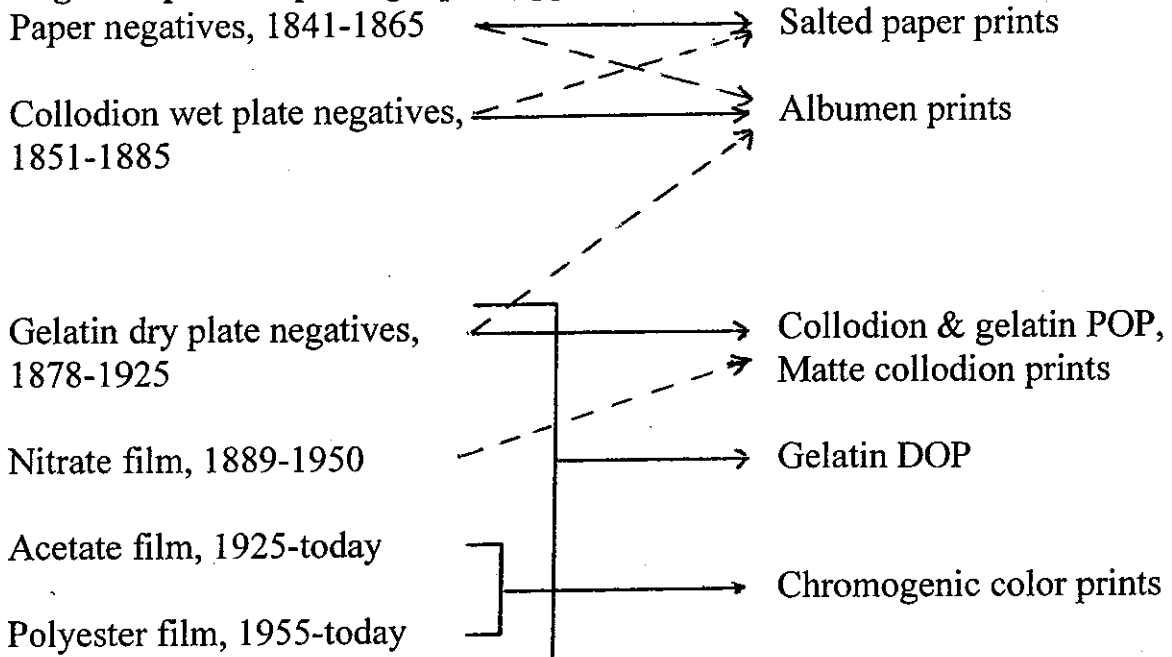 Paper negatives, 1841-1865
Salted paper prints
Collodion wet plate negatives,
1851-1885
Albumen prints
Gelatin dry plate negatives,
1878-1925
Collodion & gelatin POP,
Matte collodion prints
Nitrate film, 1889-1950
Gelatin DOP
Acetate film, 1925-today
Chromogenic color prints
Polyester film, 1955-today